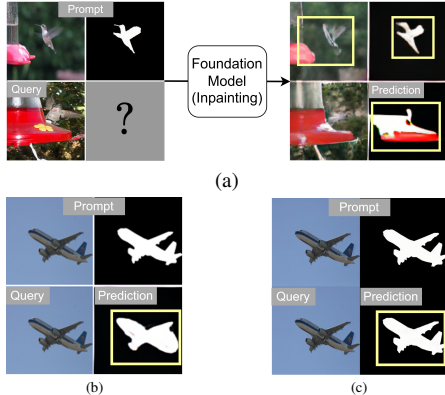 Prompt
Query
?
Foundation
Model
(Inpainting)
Prediction
(a)
Prompt
Query
Prediction
(b)
Prompt
Query
Prediction
(c)